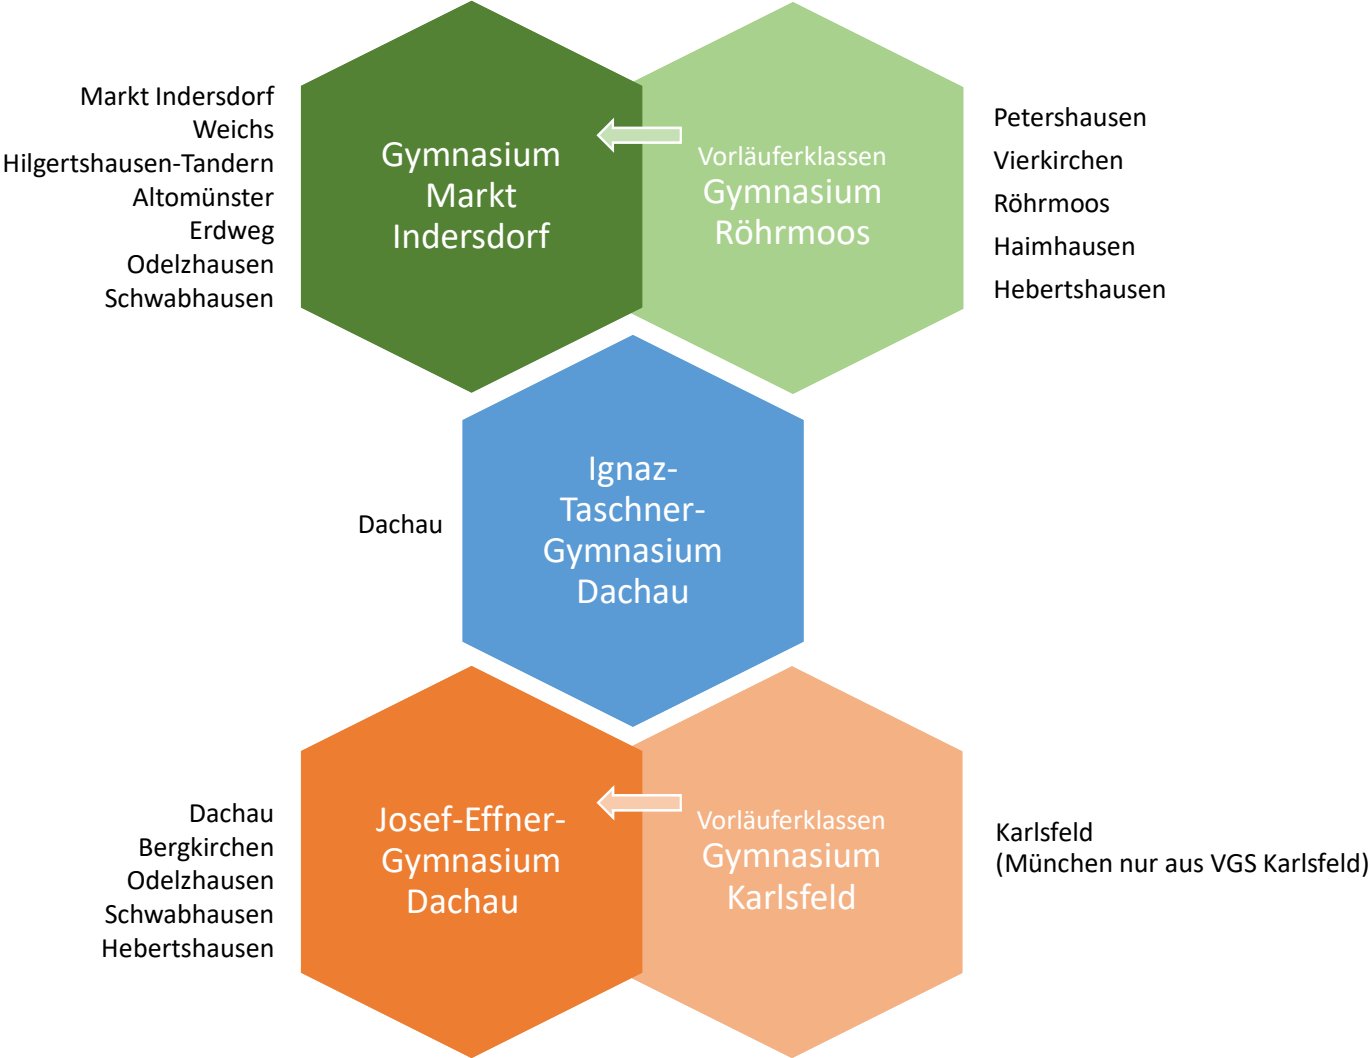 Markt Indersdorf
Weichs
Hilgertshausen-Tandern
Altomünster
Erdweg
Odelzhausen
Schwabhausen
Gymnasium
Markt
Indersdorf
Vorläuferklassen
Gymnasium
Röhrmoos
Petershausen
Vierkirchen
Röhrmoos
Haimhausen
Hebertshausen
Dachau
Ignaz-
Taschner-
Gymnasium
Dachau
Dachau
Bergkirchen
Odelzhausen
Schwabhausen
Hebertshausen
Josef-Effner-
Gymnasium
Dachau
Vorläuferklassen
Gymnasium
Karlsfeld
Karlsfeld
(München nur aus VGS Karlsfeld)